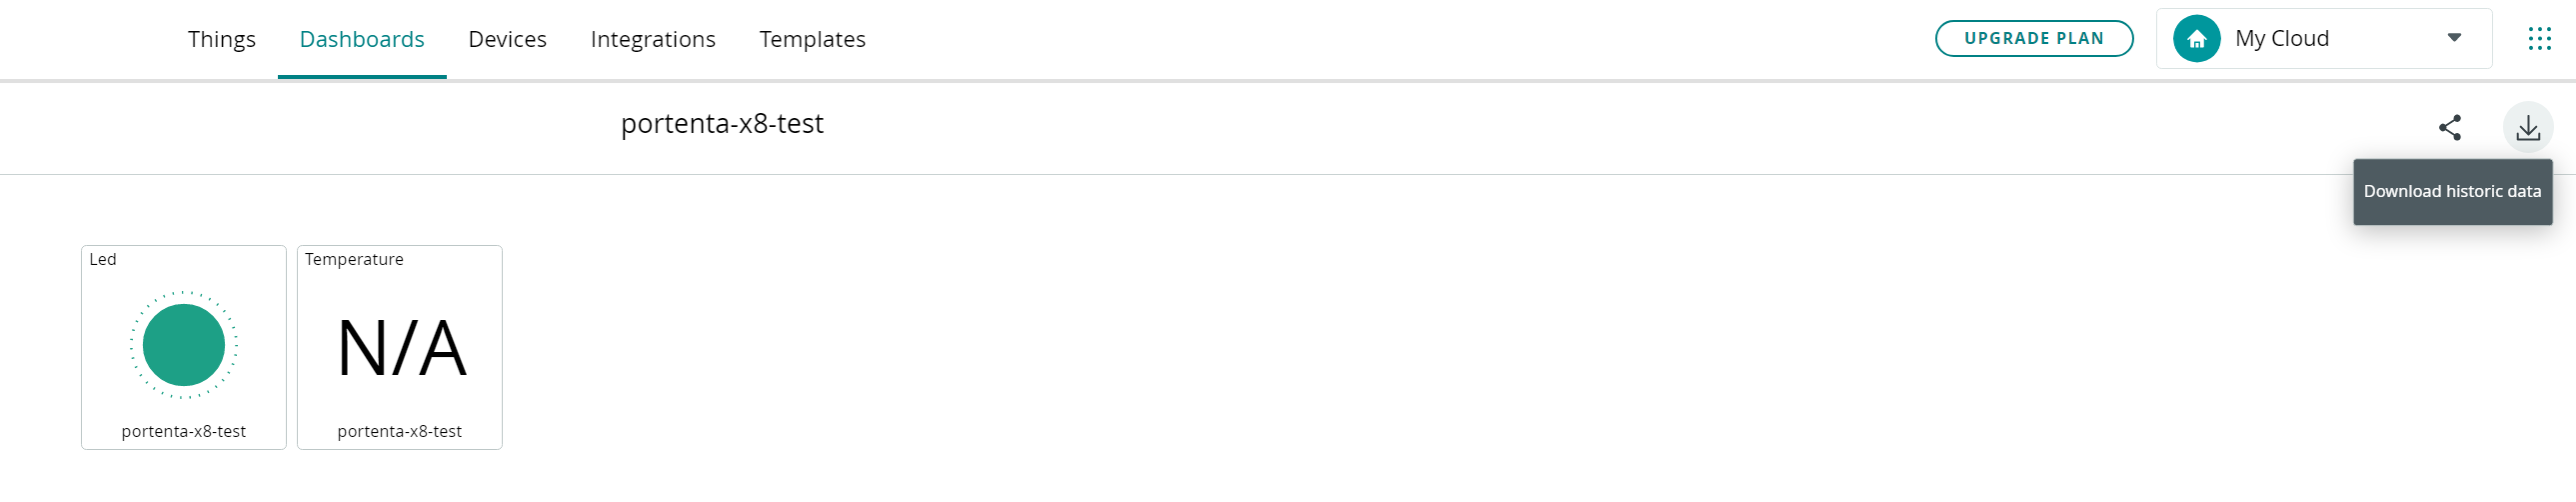 Things Dashboards Devices Integrations Templates UPGRADE PLAN My Cloud
portenta-x8-test
Download historic data
Led Temperature
N/A
portenta-x8-test portenta-x8-test